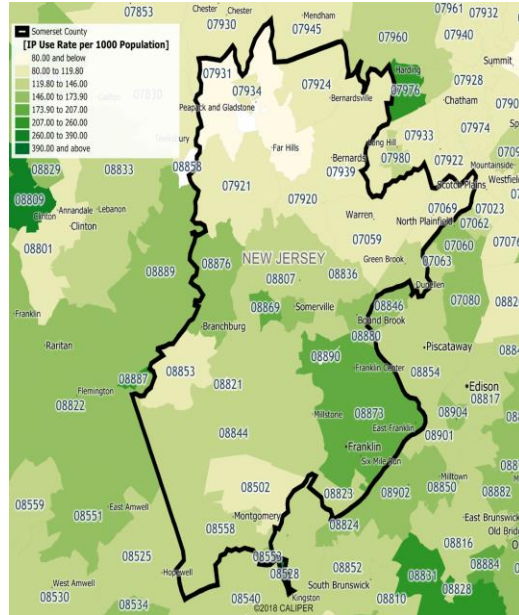 Somerset County
[IP Use Rate per 1000 Population]
80.00 and below
80.00 to 119.80
119.80 to 146.00
146.00 to 173.90
173.90 to 207.00
207.00 to 260.00
260.00 to 390.00
390.00 and above
07853
Chester
07930
Chester
Mendham
07945
07961
07932
07960
07940
Summit
07931
07934
07924
Harding
07976
07928
Peapack and Gladstone
Bernardsville
Chatham
07974
Far Hills
07933
Long Hill
07980
07922
Mountainside
08829
08833
08858
Bernards
07939
Scotch Plains
Westfield
08809
Annandale
Lebanon
Clinton
Clinton
07921
07920
07069
07023
Warren
North Plainfield
07062
08801
07059
07060
07076
NEW JERSEY
Green Brook
07063
08889
08876
08807
08836
Dunellen
07080
Franklin
08869
Somerville
08846
Bound Brook
08880
Branchburg
Raritan
08890
Piscataway
Franklin Center
08887
08853
08821
08854
Edison
Flemington
08817
08822
Millstone
08873
08904
East Franklin
08901
08844
Franklin
Six Mile Run
Milltown
08502
08823
08902
08850
08882
08559
08551
East Amwell
Montgomery
08824
East Brunswick
08558
08816
Old Bridge
08525
08553
08852
08884
Hopewell
08528
08831
08828
West Amwell
South Brunswick
©2018 CALIPER
Kingston
08530
08534
08540
08810